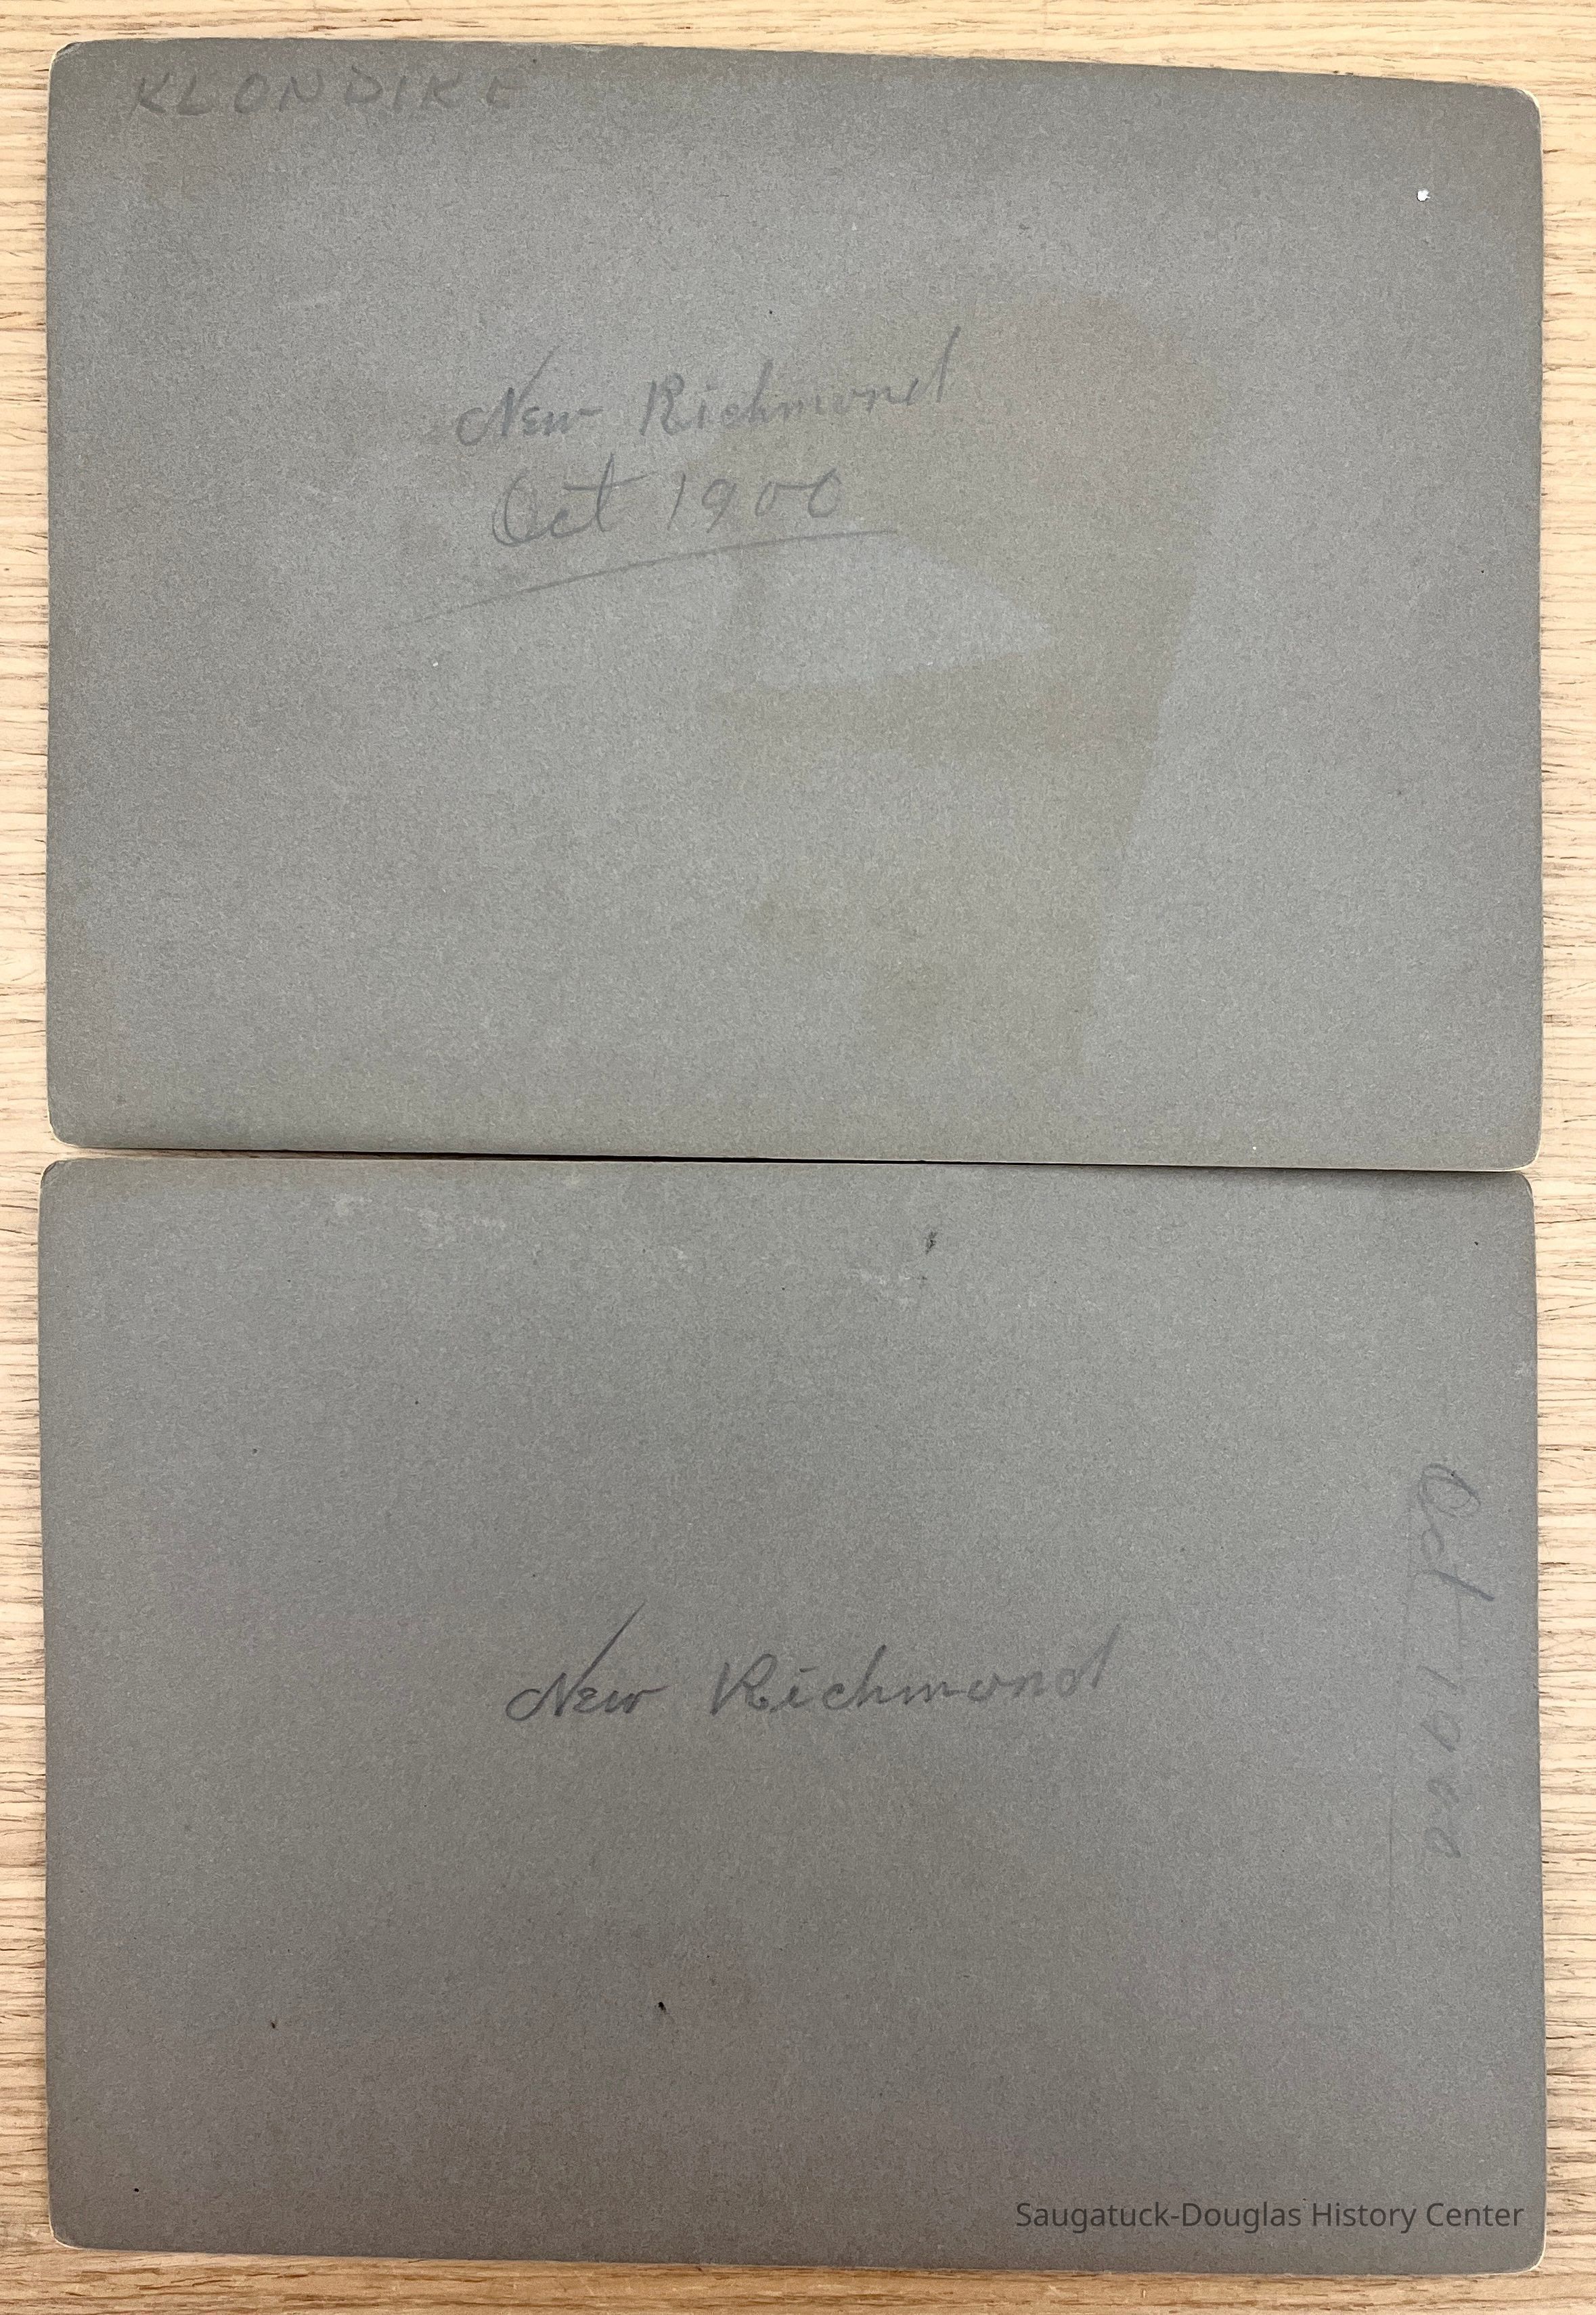 KLONDIKE
New Richmond
Oct 1900
New Richmond
Oct 1900
Saugatuck-Douglas History Center